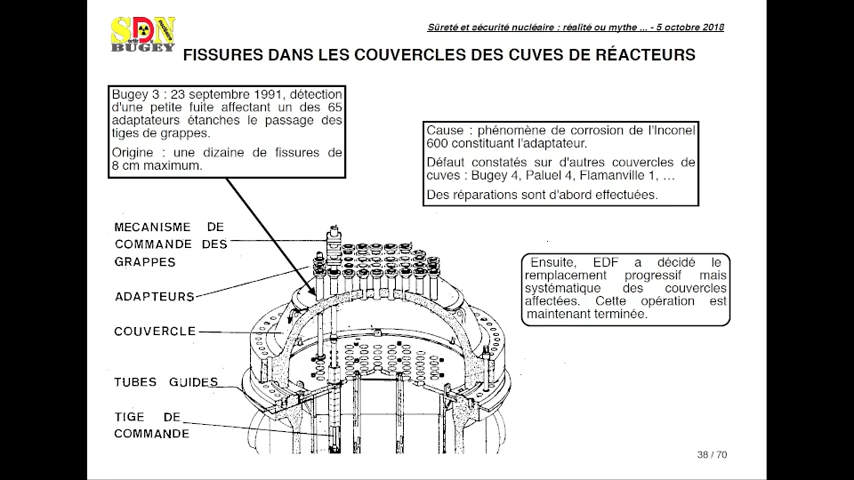 SDN
BUGEY
Sûreté et sécurité nucléaire : réalité ou mythe ... - 5 octobre 2018
FISSURES DANS LES COUVERCLES DES CUVES DE RÉACTEURS
Bugey 3 : 23 septembre 1991, détection
d'une petite fuite affectant un des 65
adaptateurs étanches le passage des
tiges de grappes.
Origine : une dizaine de fissures de
8 cm maximum.
Cause : phénomène de corrosion de l'Inconel
600 constituant l'adaptateur.
Défaut constatés sur d'autres couvercles de
cuves : Bugey 4, Paluel 4, Flamanville 1, ...
Des réparations sont d'abord effectuées.
Ensuite, EDF a décidé le
remplacement progressif mais
systématique des couvercles
affectées. Cette opération est
maintenant terminée.
MECANISME DE
COMMANDE DES
GRAPPES
ADAPTEURS
COUVERCLE
TUBES GUIDES
TIGE DE
COMMANDE
38 / 70